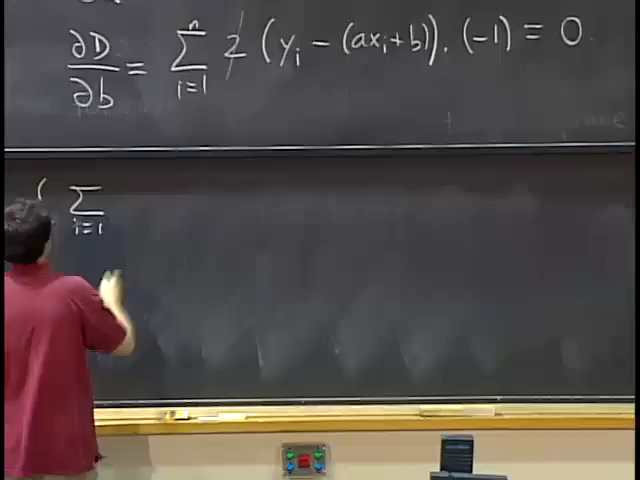 ∂D/∂b = Σ_{i=1}^{n} 2 (y_i − (ax_i + b)) · (−1) = 0.
( Σ_{i=1}